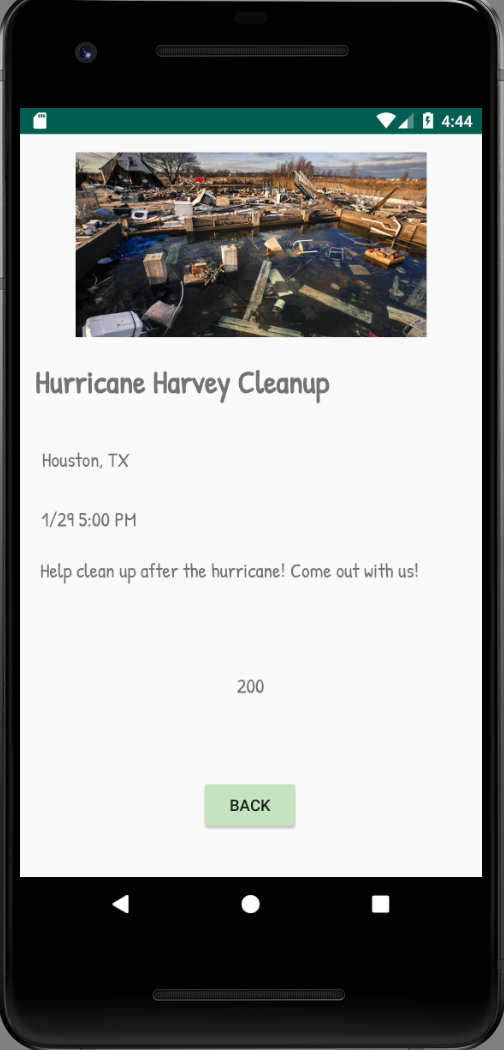 4:44
Hurricane Harvey Cleanup
Houston, TX
1/29 5:00 PM
Help clean up after the hurricane! Come out with us!
200
BACK